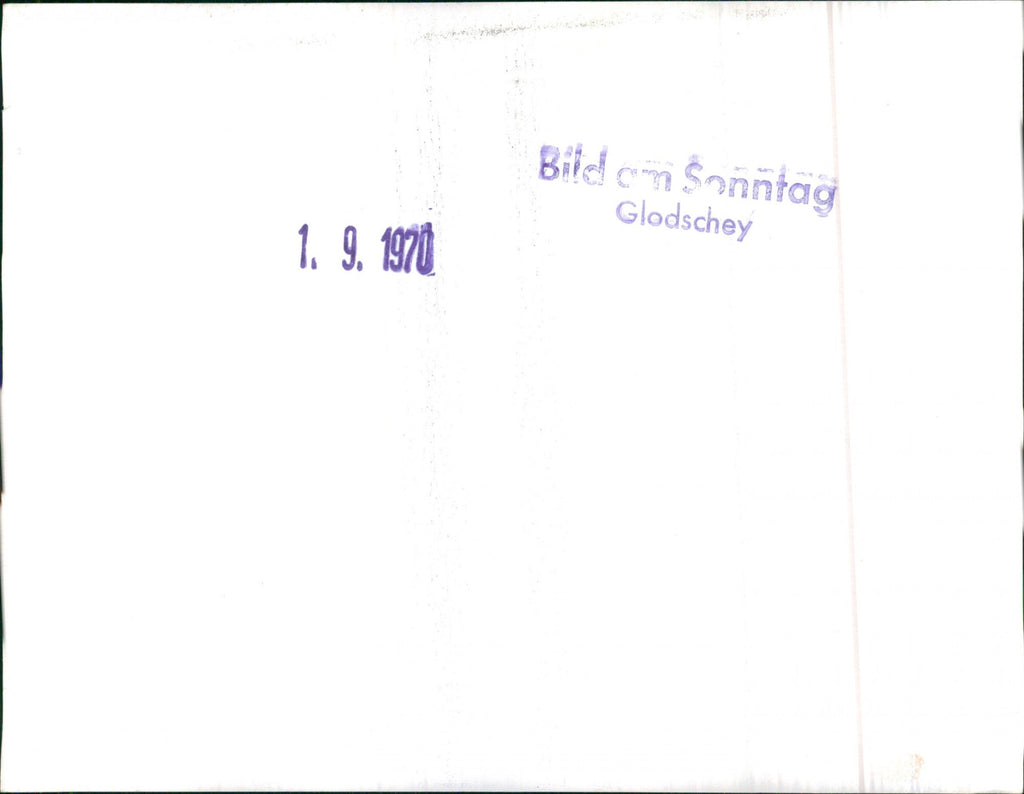 Bild am Sonntag
Glodschey
1. 9. 1970